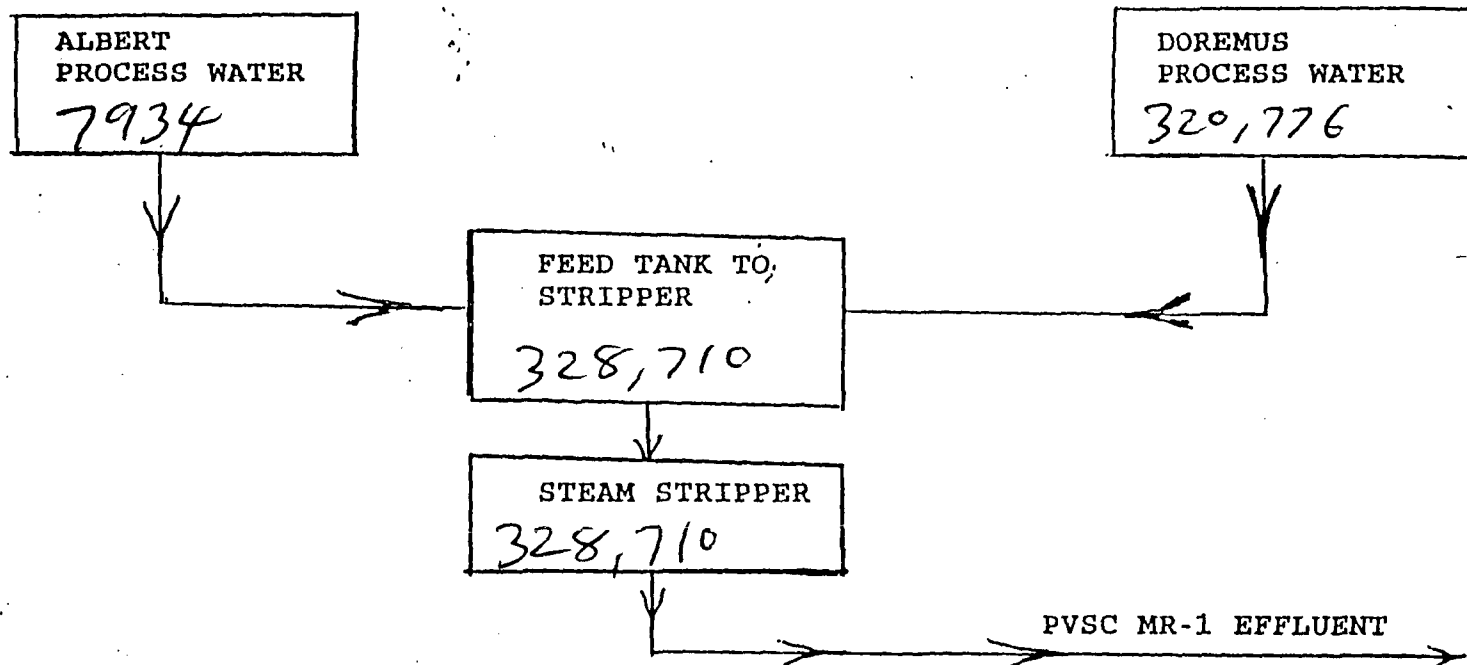 ALBERT
PROCESS WATER
7934
DOREMUS
PROCESS WATER
320,776
FEED TANK TO
STRIPPER
328,710
STEAM STRIPPER
328,710
PVSC MR-1 EFFLUENT